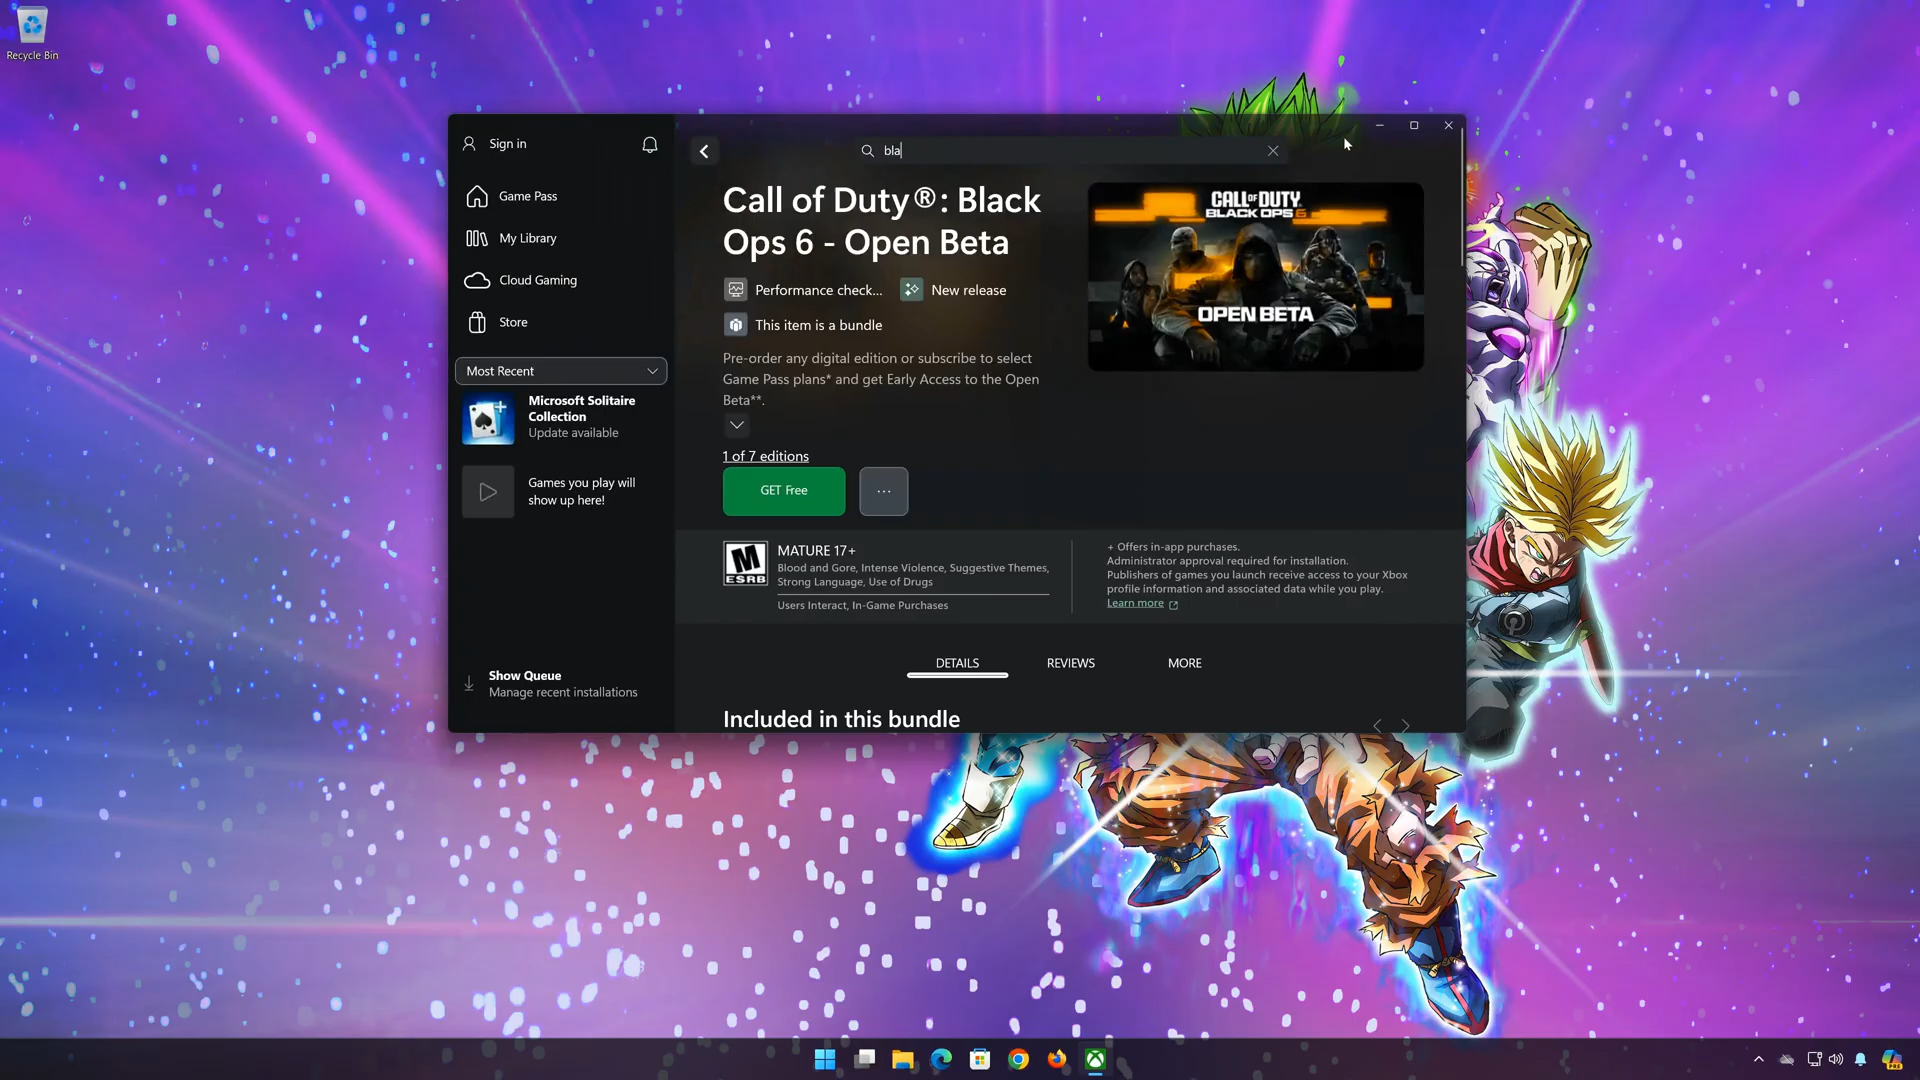 Recycle Bin
Sign in
bla
Game Pass
My Library
Cloud Gaming
Store
Most Recent
Microsoft Solitaire
Collection
Update available
Games you play will
show up here!
Show Queue
Manage recent installations
Call of Duty®: Black
Ops 6 - Open Beta
Performance check...
New release
This item is a bundle
Pre-order any digital edition or subscribe to select
Game Pass plans* and get Early Access to the Open
Beta**.
1 of 7 editions
GET Free
...
CALL OF DUTY
BLACK OPS 6
OPEN BETA
M
ESRB
MATURE 17+
Blood and Gore, Intense Violence, Suggestive Themes,
Strong Language, Use of Drugs
Users Interact, In-Game Purchases
+ Offers in-app purchases.
Administrator approval required for installation.
Publishers of games you launch receive access to your Xbox
profile information and associated data while you play.
Learn more
DETAILS
REVIEWS
MORE
Included in this bundle
PRE